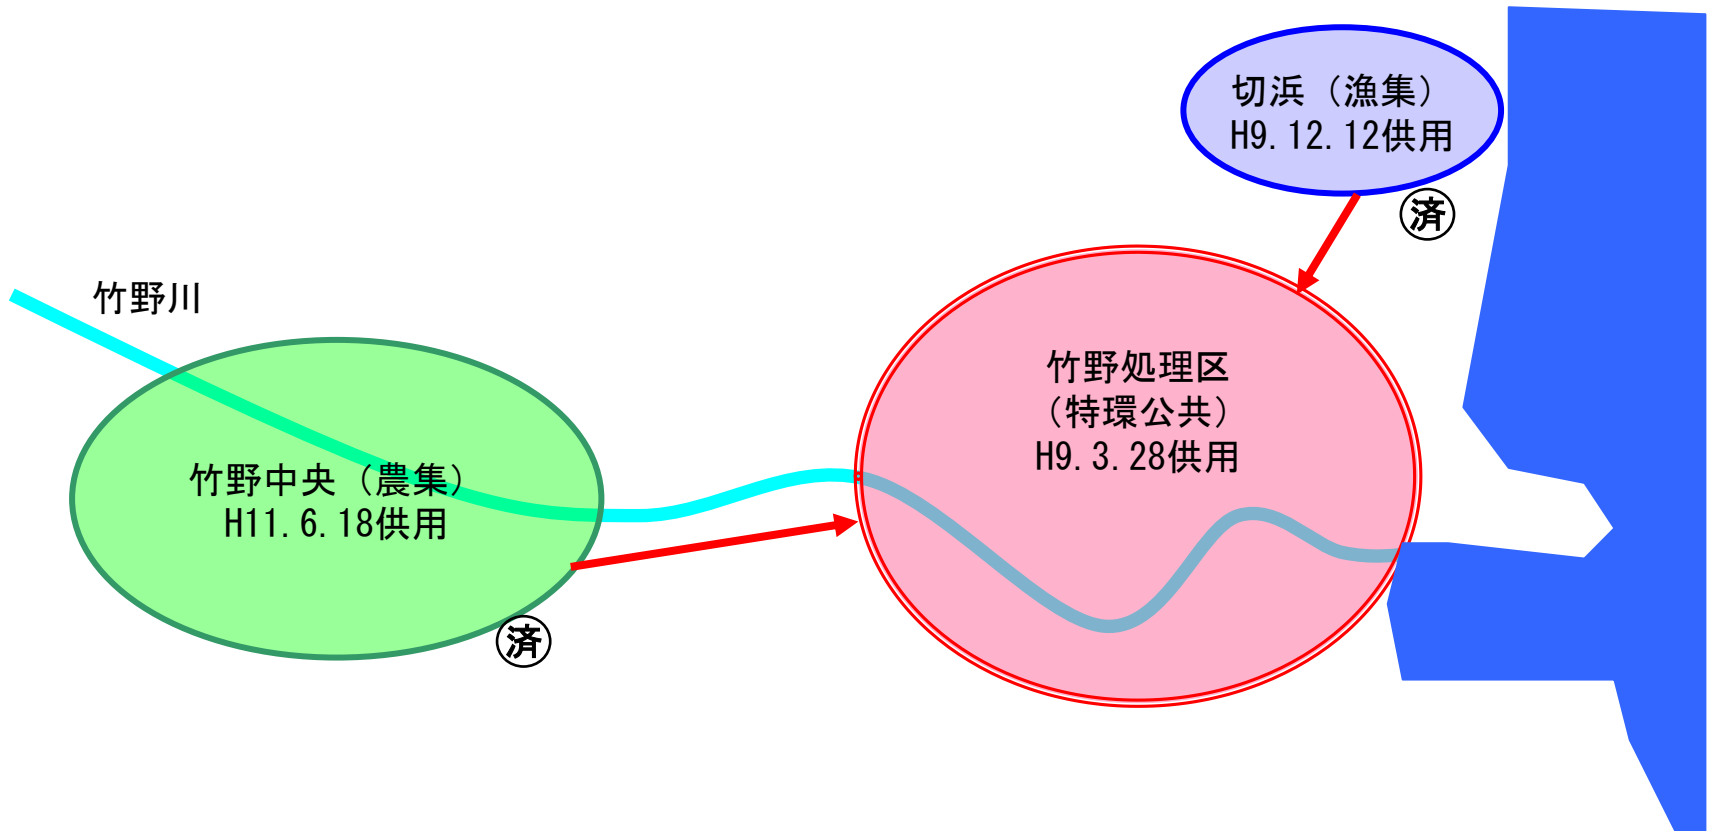 切浜（漁集）
H9.12.12供用
㊮
竹野川
竹野処理区
（特環公共）
H9.3.28供用
竹野中央（農集）
H11.6.18供用
済